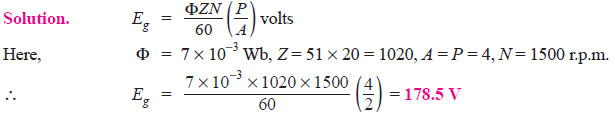 Solution. E_g = ΦZN/60 (P/A) volts
Here, Φ = 7 × 10⁻³ Wb, Z = 51 × 20 = 1020, A = P = 4, N = 1500 r.p.m.
∴ E_g = 7 × 10⁻³ × 1020 × 1500/60 (4/2) = 178.5 V